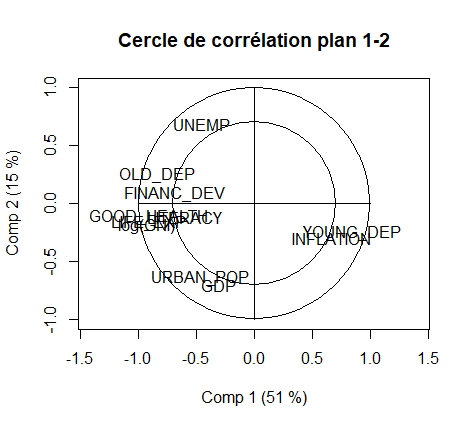 Cercle de corrélation plan 1-2
Comp 2 (15 %)
1.0
0.5
0.0
-0.5
-1.0
UNEMP
OLD_DEP
FINANC_DEV
GOOD_HEALTH
YOUNG_DEP
INFLATION
URBAN_POP
GDP
-1.5 -1.0 -0.5 0.0 0.5 1.0 1.5
Comp 1 (51 %)